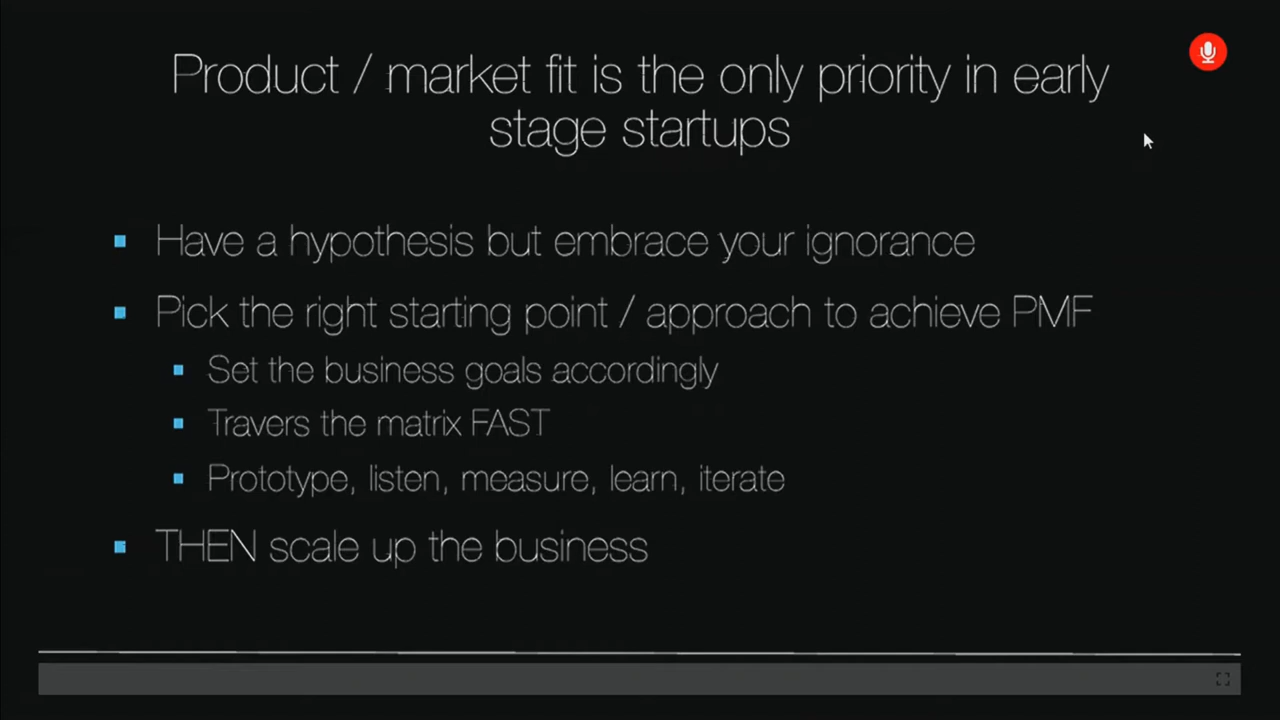 Product / market fit is the only priority in early
stage startups
Have a hypothesis but embrace your ignorance
Pick the right starting point / approach to achieve PMF
Set the business goals accordingly
Travers the matrix FAST
Prototype, listen, measure, learn, iterate
THEN scale up the business